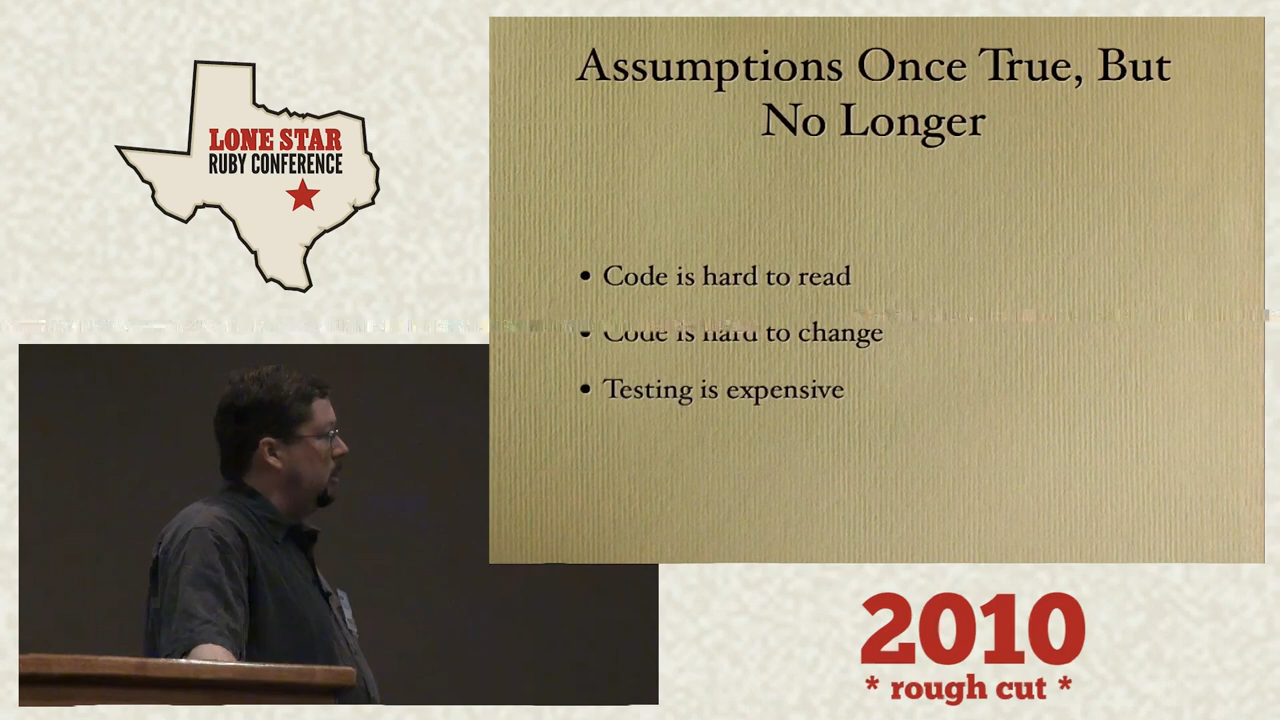 LONE STAR
RUBY CONFERENCE
Assumptions Once True, But
No Longer
• Code is hard to read
• Code is hard to change
• Testing is expensive
2010
* rough cut *